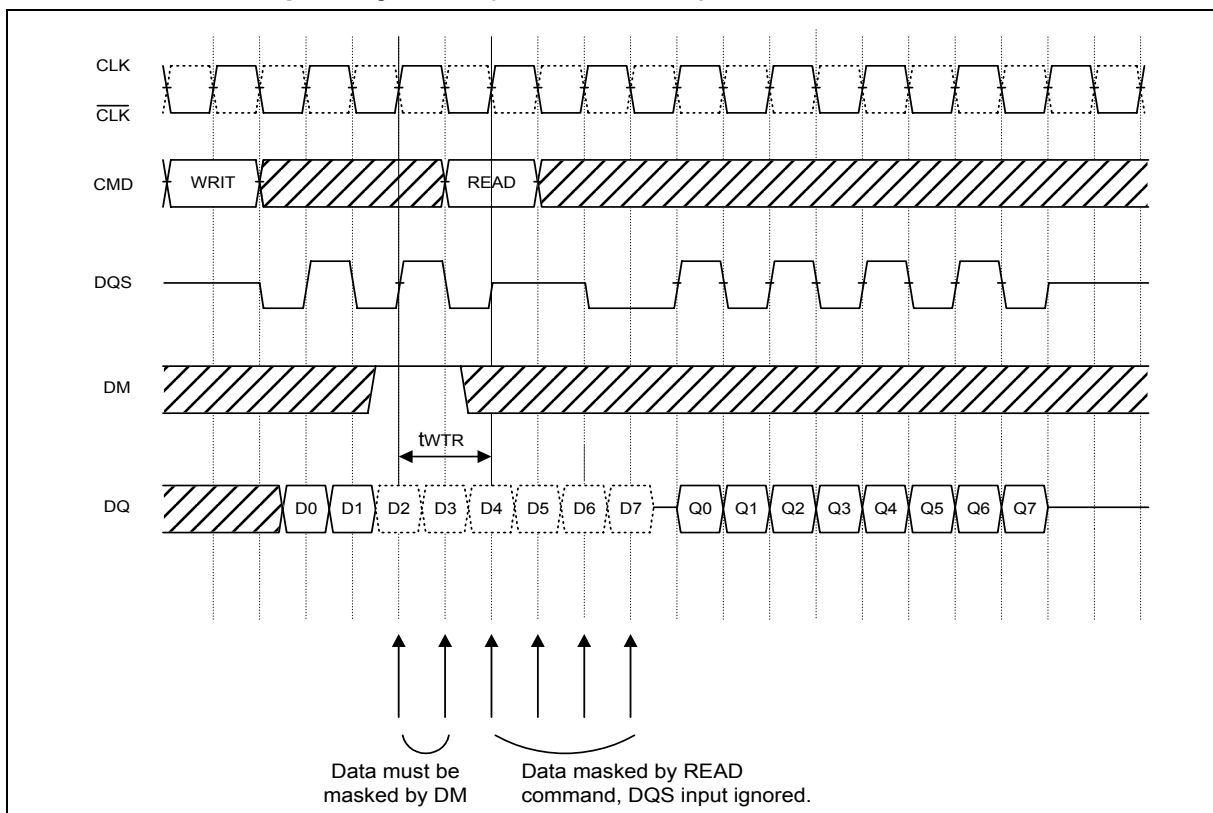 CLK
CLK
CMD
WRIT
READ
DQS
DM
tWTR
DQ
D0
D1
D2
D3
D4
D5
D6
D7
Q0
Q1
Q2
Q3
Q4
Q5
Q6
Q7
Data must be
masked by DM
Data masked by READ
command, DQS input ignored.